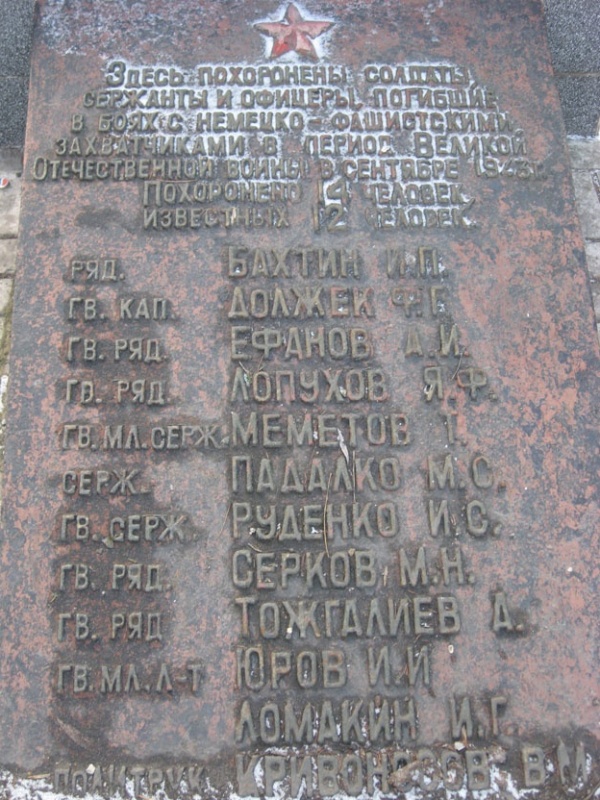 Здесь похоронены солдаты,
сержанты и офицеры, погибшие
в боях с немецко-фашистскими
захватчиками в период Великой
Отечественной войны в сентябре 1943г.
Похоронено 14 человек,
известных 12 человек.
ряд. БАХТИН И.П.
гв. кап. ДОЛЖЕК Ф.Г.
гв. ряд. ЕФАНОВ А.И.
гв. ряд. ЛОПУХОВ Я.Ф.
гв. мл. серж. МЕМЕТОВ Т.
серж. ПАДАЛКО М.С.
гв. серж. РУДЕНКО И.С.
гв. ряд. СЕРКОВ М.Н.
гв. ряд ТОЖГАЛИЕВ А.
гв. мл. л-т ЮРОВ И.И
ЛОМАКИН И.Г.
политрук КРИВОНОСОВ В.М